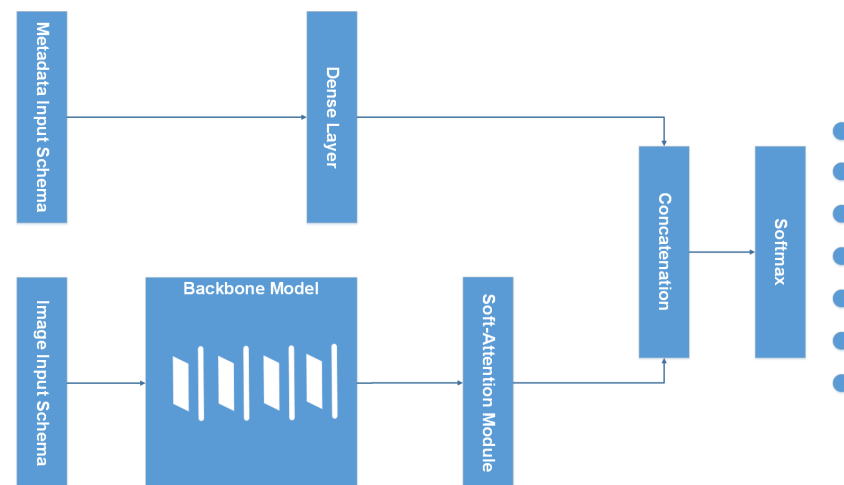 Metadata Input Schema
Dense Layer
Concatenation
Softmax
Image Input Schema
Backbone Model
Soft-Attention Module